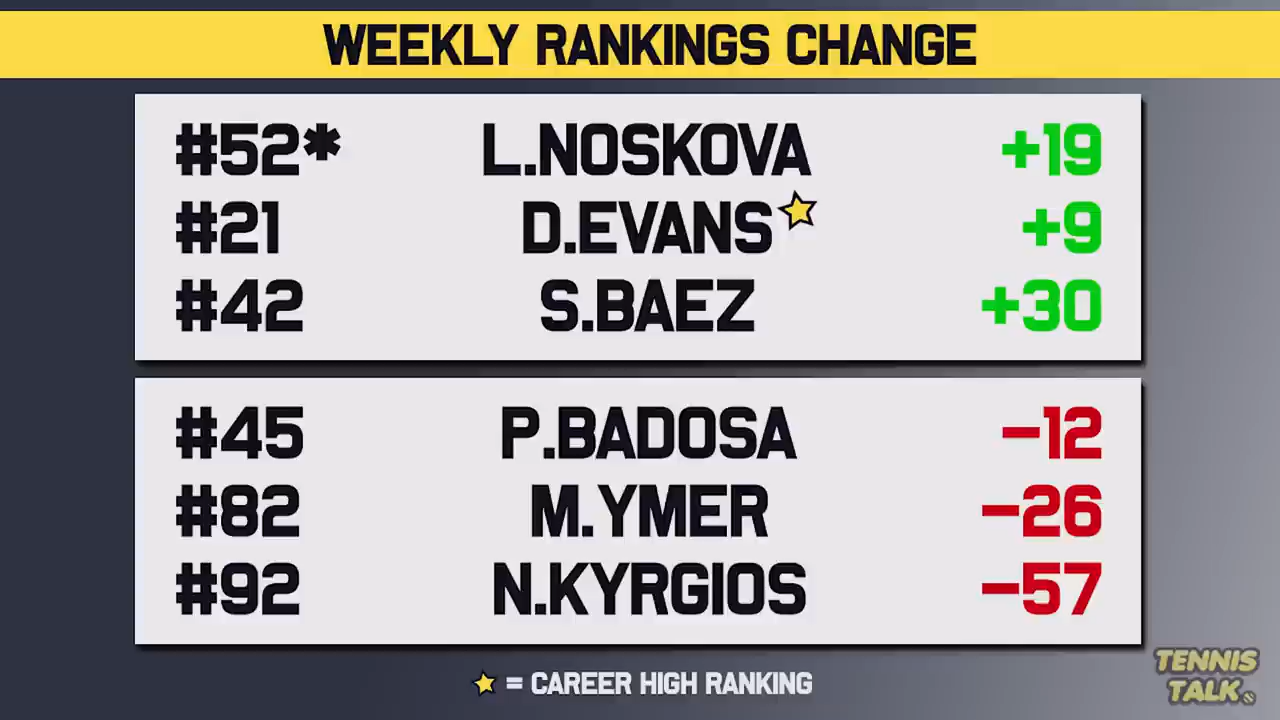 WEEKLY RANKINGS CHANGE
#52* L.NOSKOVA +19
#21 D.EVANS +9
#42 S.BAEZ +30
#45 P.BADOSA -12
#82 M.YMER -26
#92 N.KYRGIOS -57
= CAREER HIGH RANKING
TENNIS
TALK